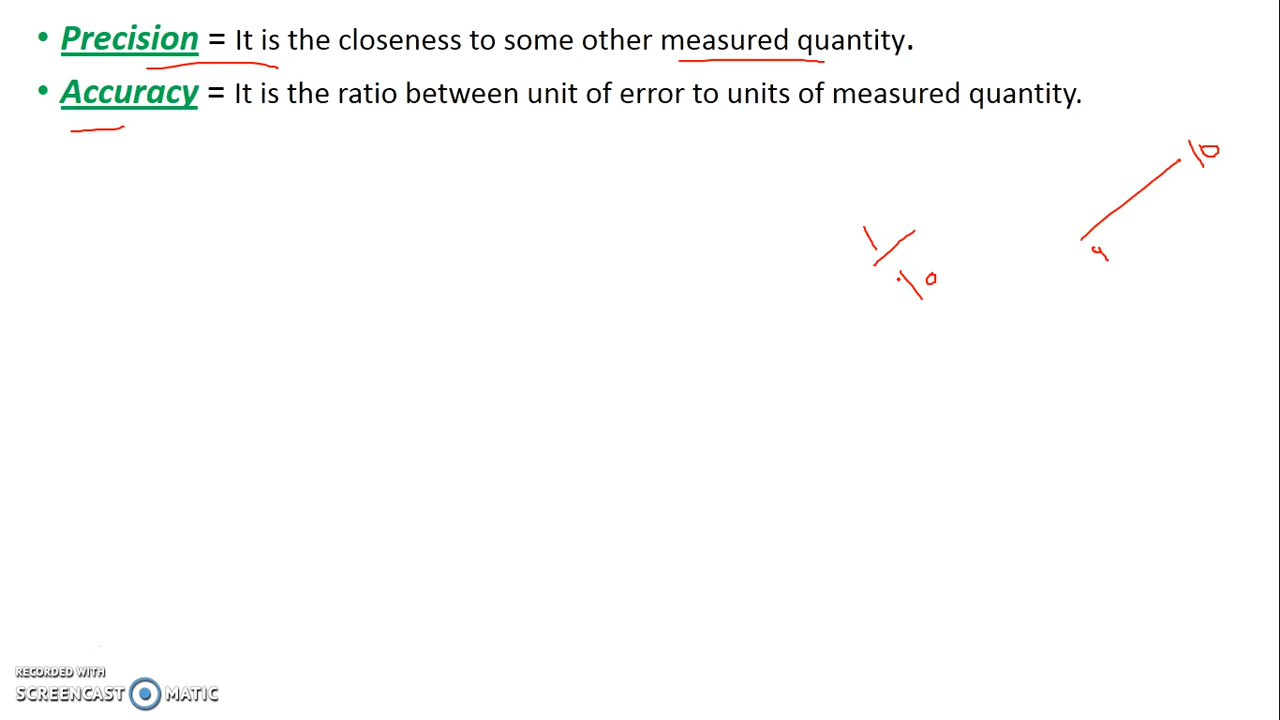 • Precision = It is the closeness to some other measured quantity.
• Accuracy = It is the ratio between unit of error to units of measured quantity.
10
9
1/10
RECORDED WITH
SCREENCAST MATIC